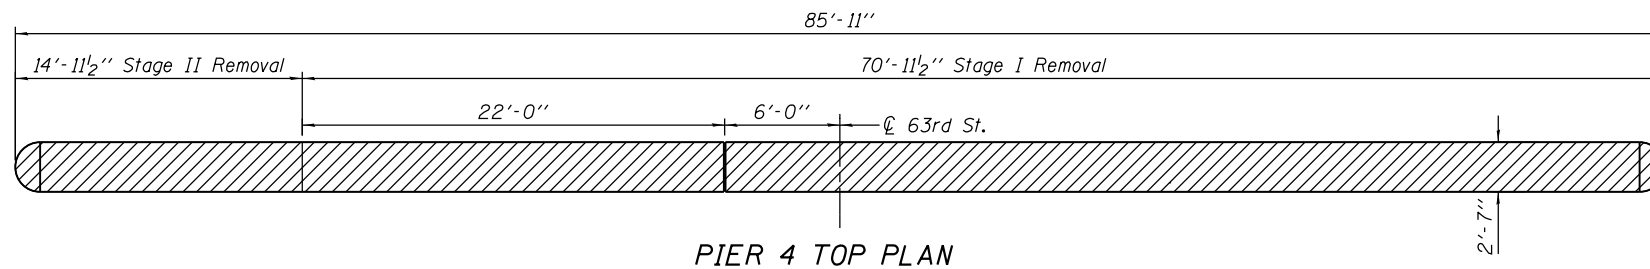 85'-11"
14'-11½" Stage II Removal
70'-11½" Stage I Removal
22'-0"
6'-0"
℄ 63rd St.
2'-7"
PIER 4 TOP PLAN